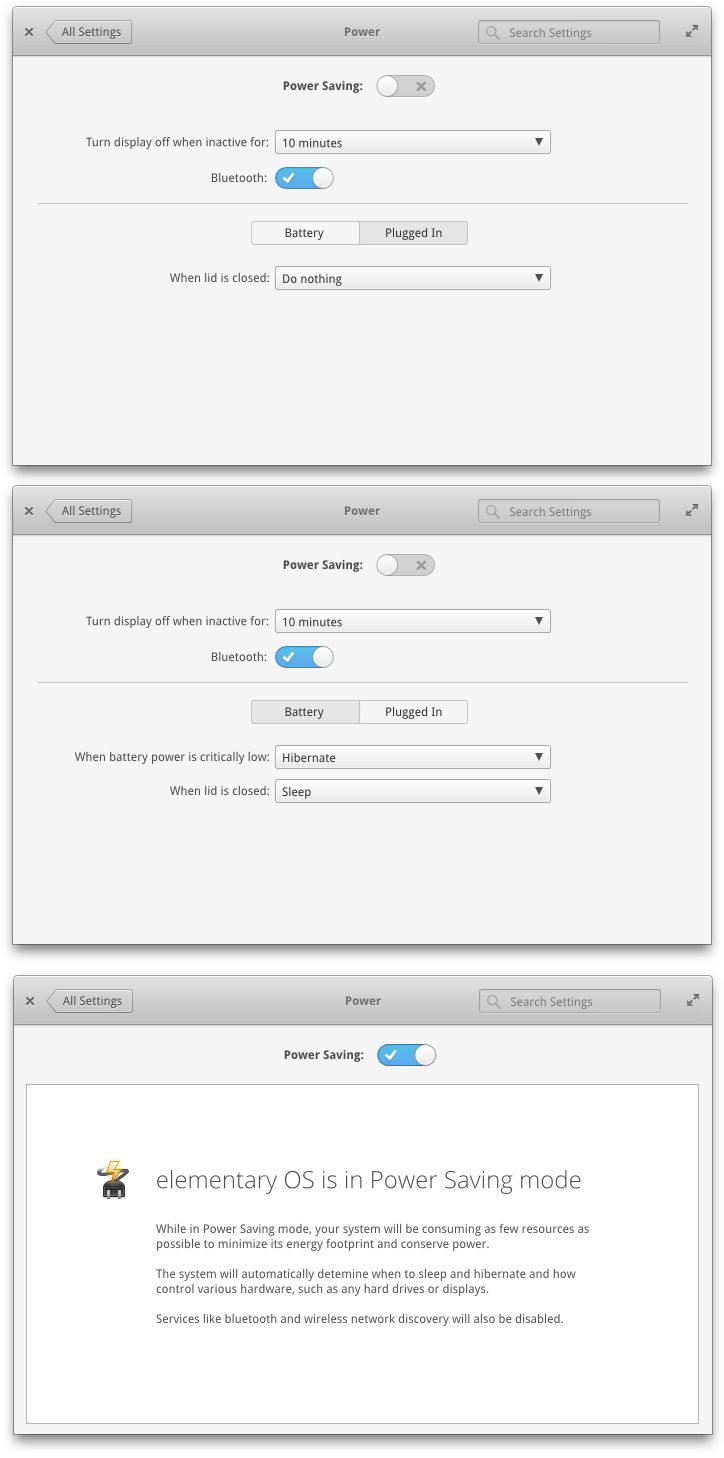 All Settings
Power
Search Settings
Power Saving:
Turn display off when inactive for: 10 minutes
Bluetooth:
Battery
Plugged In
When lid is closed: Do nothing
All Settings
Power
Search Settings
Power Saving:
Turn display off when inactive for: 10 minutes
Bluetooth:
Battery
Plugged In
When battery power is critically low: Hibernate
When lid is closed: Sleep
All Settings
Power
Search Settings
Power Saving:
elementary OS is in Power Saving mode
While in Power Saving mode, your system will be consuming as few resources as
possible to minimize its energy footprint and conserve power.
The system will automatically detemine when to sleep and hibernate and how
control various hardware, such as any hard drives or displays.
Services like bluetooth and wireless network discovery will also be disabled.